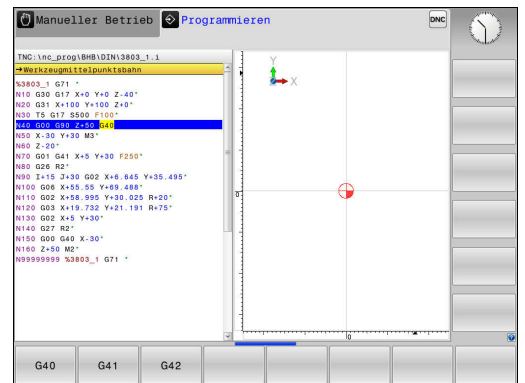 Manueller Betrieb
Programmieren
DNC
TNC:\nc_prog\BHB\DIN\3803_1.i
→Werkzeugmittelpunktsbahn
%3803_1 G71 *
N10 G30 G17 X+0 Y+0 Z-40*
N20 G31 X+100 Y+100 Z+0*
N30 T5 G17 S500 F100*
N40 G00 G90 Z+50 G40
N50 X-30 Y+30 M3*
N60 Z-20*
N70 G01 G41 X+5 Y+30 F250*
N80 G26 R2*
N90 I+15 J+30 G02 X+6.645 Y+35.495*
N100 G06 X+55.55 Y+69.488*
N110 G02 X+58.995 Y+30.025 R+20*
N120 G03 X+19.732 Y+21.191 R+75*
N130 G02 X+5 Y+30*
N140 G27 R2*
N150 G00 G40 X-30*
N160 Z+50 M2*
N99999999 %3803_1 G71 *
Y
X
0
0
G40 G41 G42